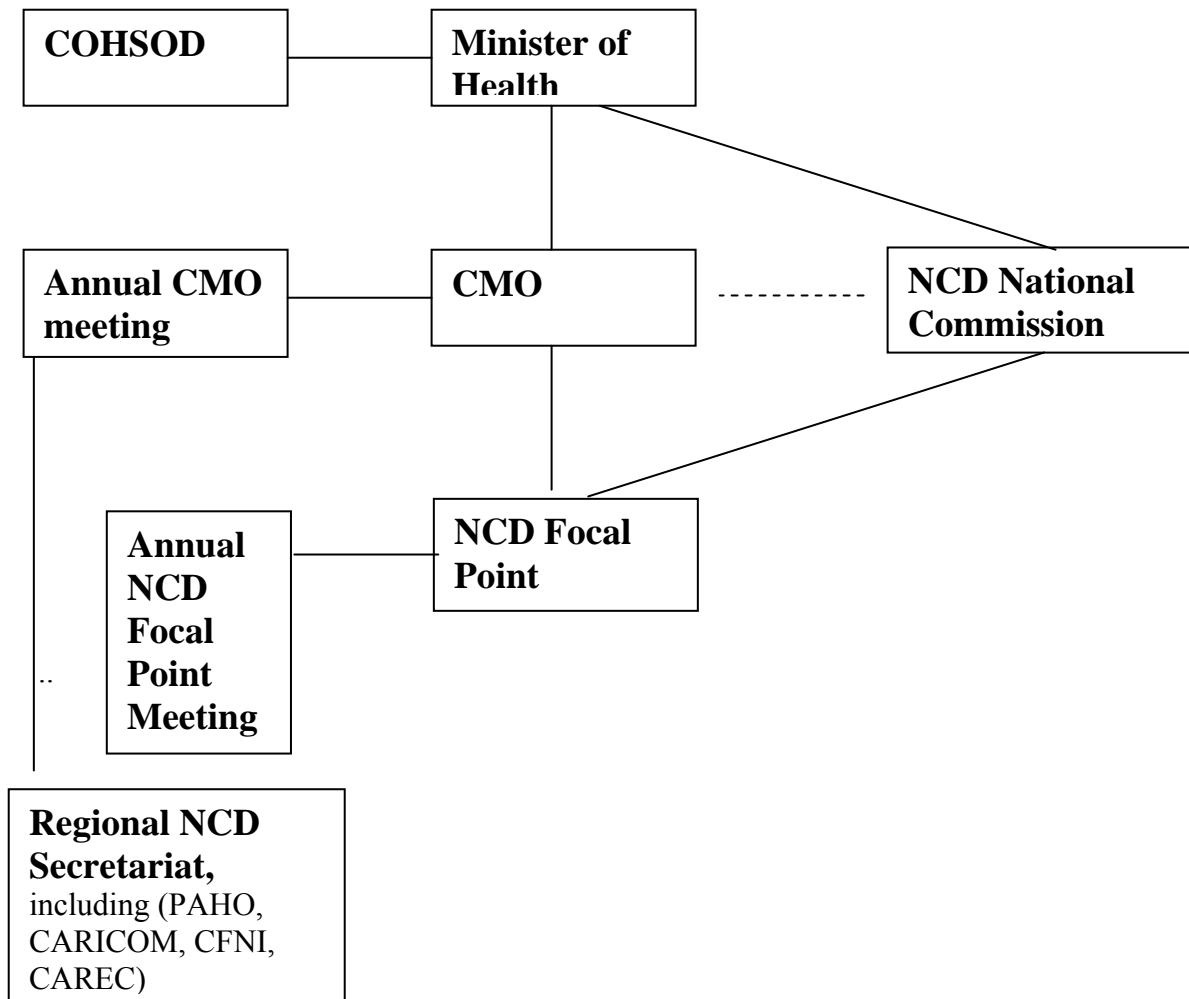 COHSOD
Minister of
Health
Annual CMO
meeting
CMO
NCD National
Commission
Annual
NCD
Focal
Point
Meeting
NCD Focal
Point
..
Regional NCD
Secretariat,
including (PAHO,
CARICOM, CFNI,
CAREC)